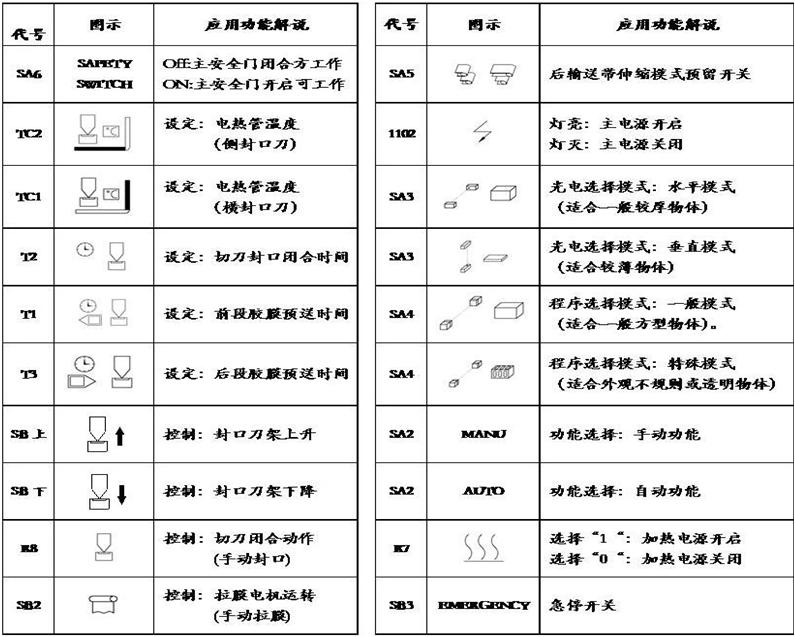 代号 图示 应用功能解说
SA6 SAFETY SWITCH Off:主安全门闭合方工作
ON:主安全门开启可工作
TC2 ℃ 设定：电热管温度
(侧封口刀)
TC1 ℃ 设定：电热管温度
(横封口刀)
T2 设定：切刀封口闭合时间
T1 设定：前段胶膜预送时间
T3 设定：后段胶膜预送时间
SB上 控制：封口刀架上升
SB下 控制：封口刀架下降
K8 控制：切刀闭合动作
(手动封口)
SB2 控制：拉膜电机运转
(手动拉膜)
代号 图示 应用功能解说
SA5 后输送带伸缩模式预留开关
1102 灯亮：主电源开启
灯灭：主电源关闭
SA3 光电选择模式：水平模式
(适合一般较厚物体)
SA3 光电选择模式：垂直模式
(适合较薄物体)
SA4 程序选择模式：一般模式
(适合一般方型物体)。
SA4 程序选择模式：特殊模式
(适合外观不规则或透明物体)
SA2 MANU 功能选择：手动功能
SA2 AUTO 功能选择：自动功能
K7 选择“1“：加热电源开启
选择“0“：加热电源关闭
SB3 EMERGENCY 急停开关